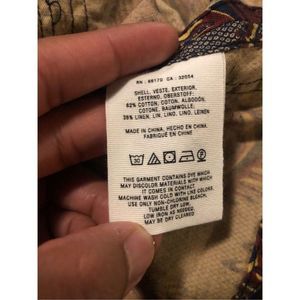 RN. 66170 CA. 32054
SHELL, VESTE, EXTERIOR,
ESTERNO, OBERSTOFF:
62% COTTON, COTON, ALGODÓN,
COTONE, BAUMWOLLE;
38% LINEN, LIN, LINO, LINO, LEINEN
MADE IN CHINA, HECHO EN CHINA,
FABRIQUÉ EN CHINE
30
THIS GARMENT CONTAINS DYE WHICH
MAY DISCOLOR MATERIALS WITH WHICH
IT COMES IN CONTACT
MACHINE WASH COLD WITH LIKE COLORS.
USE ONLY NON-CHLORINE BLEACH.
TUMBLE DRY LOW.
LOW IRON AS NEEDED.
MAY BE DRY CLEANED